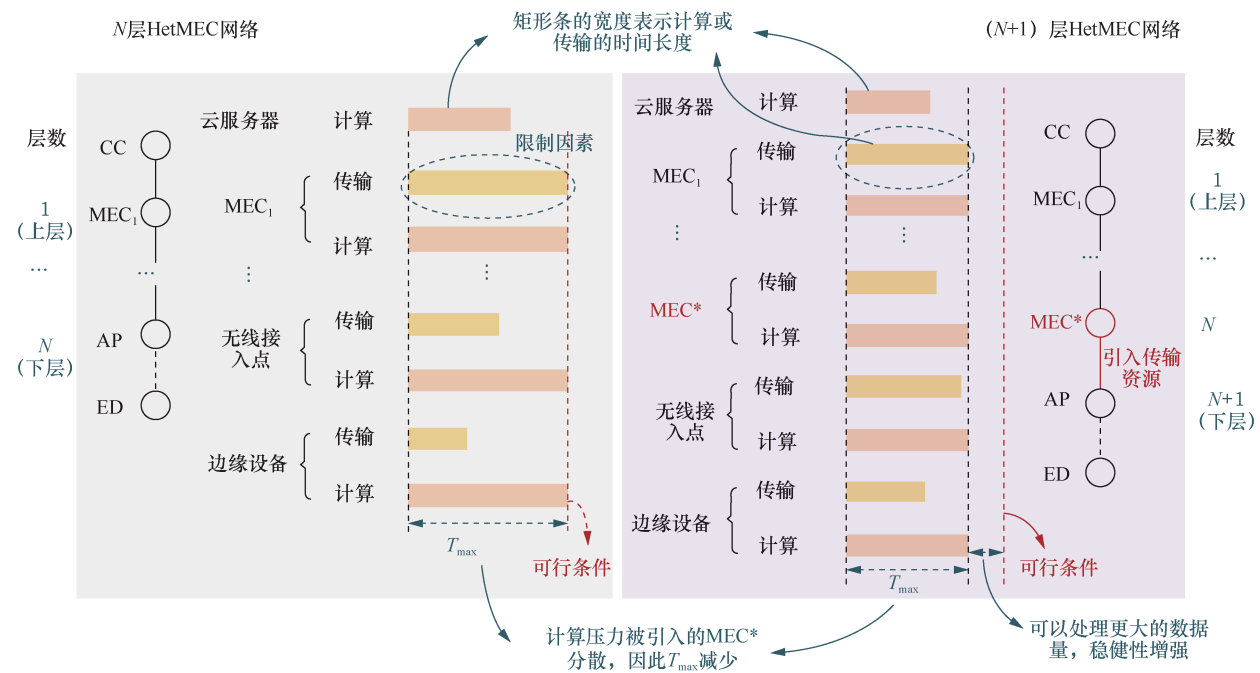 N层HetMEC网络
矩形条的宽度表示计算或
传输的时间长度
(N+1)层HetMEC网络
层数
CC
MEC1
1
(上层)
...
...
AP
N
(下层)
ED
云服务器
计算
限制因素
MEC1
传输
计算
⋮
⋮
无线接
入点
传输
计算
边缘设备
传输
计算
Tmax
可行条件
云服务器
计算
MEC1
传输
计算
⋮
⋮
MEC*
传输
计算
无线接
入点
传输
计算
边缘设备
传输
计算
Tmax
可行条件
CC
层数
MEC1
1
(上层)
...
...
MEC*
N
引入传输
资源
AP
N+1
(下层)
ED
计算压力被引入的MEC*
分散，因此Tmax减少
可以处理更大的数据
量，稳健性增强